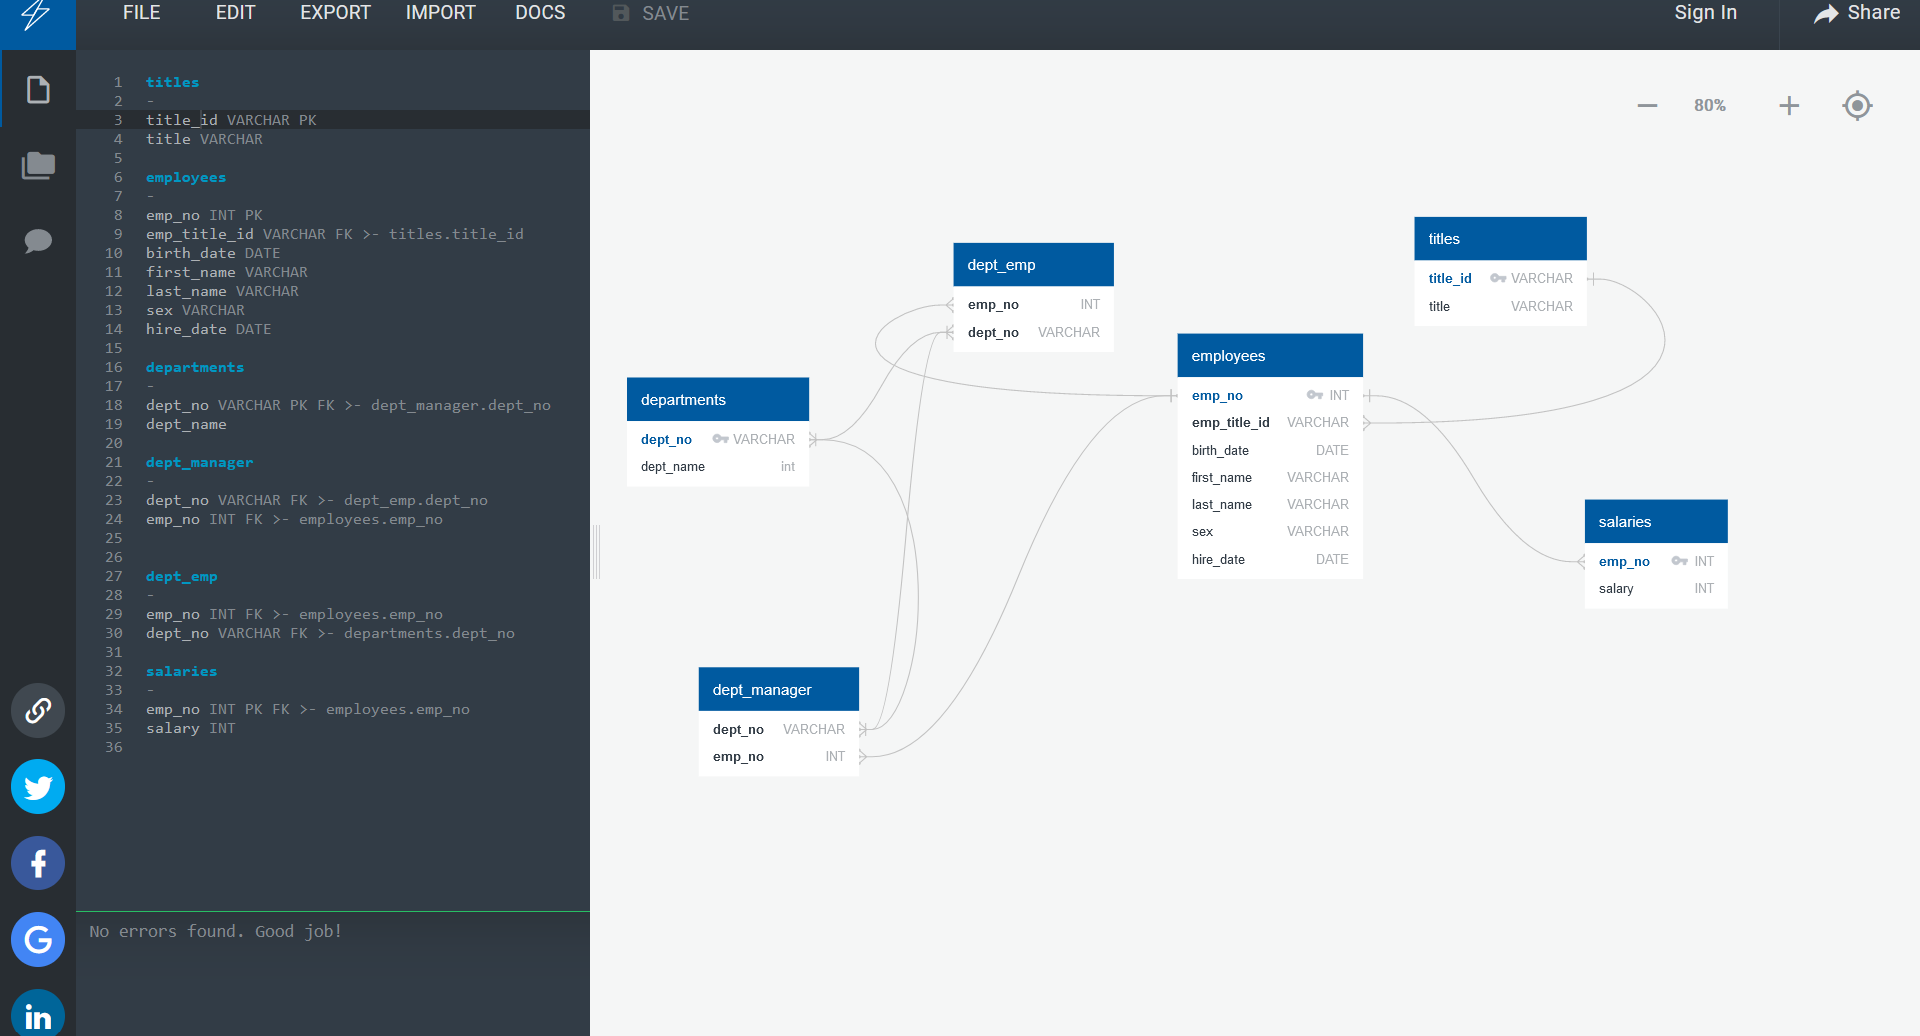 FILE EDIT EXPORT IMPORT DOCS SAVE Sign In Share
1 titles
2 -
3 title_id VARCHAR PK
4 title VARCHAR
5
6 employees
7 -
8 emp_no INT PK
9 emp_title_id VARCHAR FK >- titles.title_id
10 birth_date DATE
11 first_name VARCHAR
12 last_name VARCHAR
13 sex VARCHAR
14 hire_date DATE
15
16 departments
17 -
18 dept_no VARCHAR PK FK >- dept_manager.dept_no
19 dept_name
20
21 dept_manager
22 -
23 dept_no VARCHAR FK >- dept_emp.dept_no
24 emp_no INT FK >- employees.emp_no
25
26
27 dept_emp
28 -
29 emp_no INT FK >- employees.emp_no
30 dept_no VARCHAR FK >- departments.dept_no
31
32 salaries
33 -
34 emp_no INT PK FK >- employees.emp_no
35 salary INT
36
No errors found. Good job!
80%
titles
title_id VARCHAR
title VARCHAR
dept_emp
emp_no INT
dept_no VARCHAR
employees
emp_no INT
emp_title_id VARCHAR
birth_date DATE
first_name VARCHAR
last_name VARCHAR
sex VARCHAR
hire_date DATE
departments
dept_no VARCHAR
dept_name int
salaries
emp_no INT
salary INT
dept_manager
dept_no VARCHAR
emp_no INT